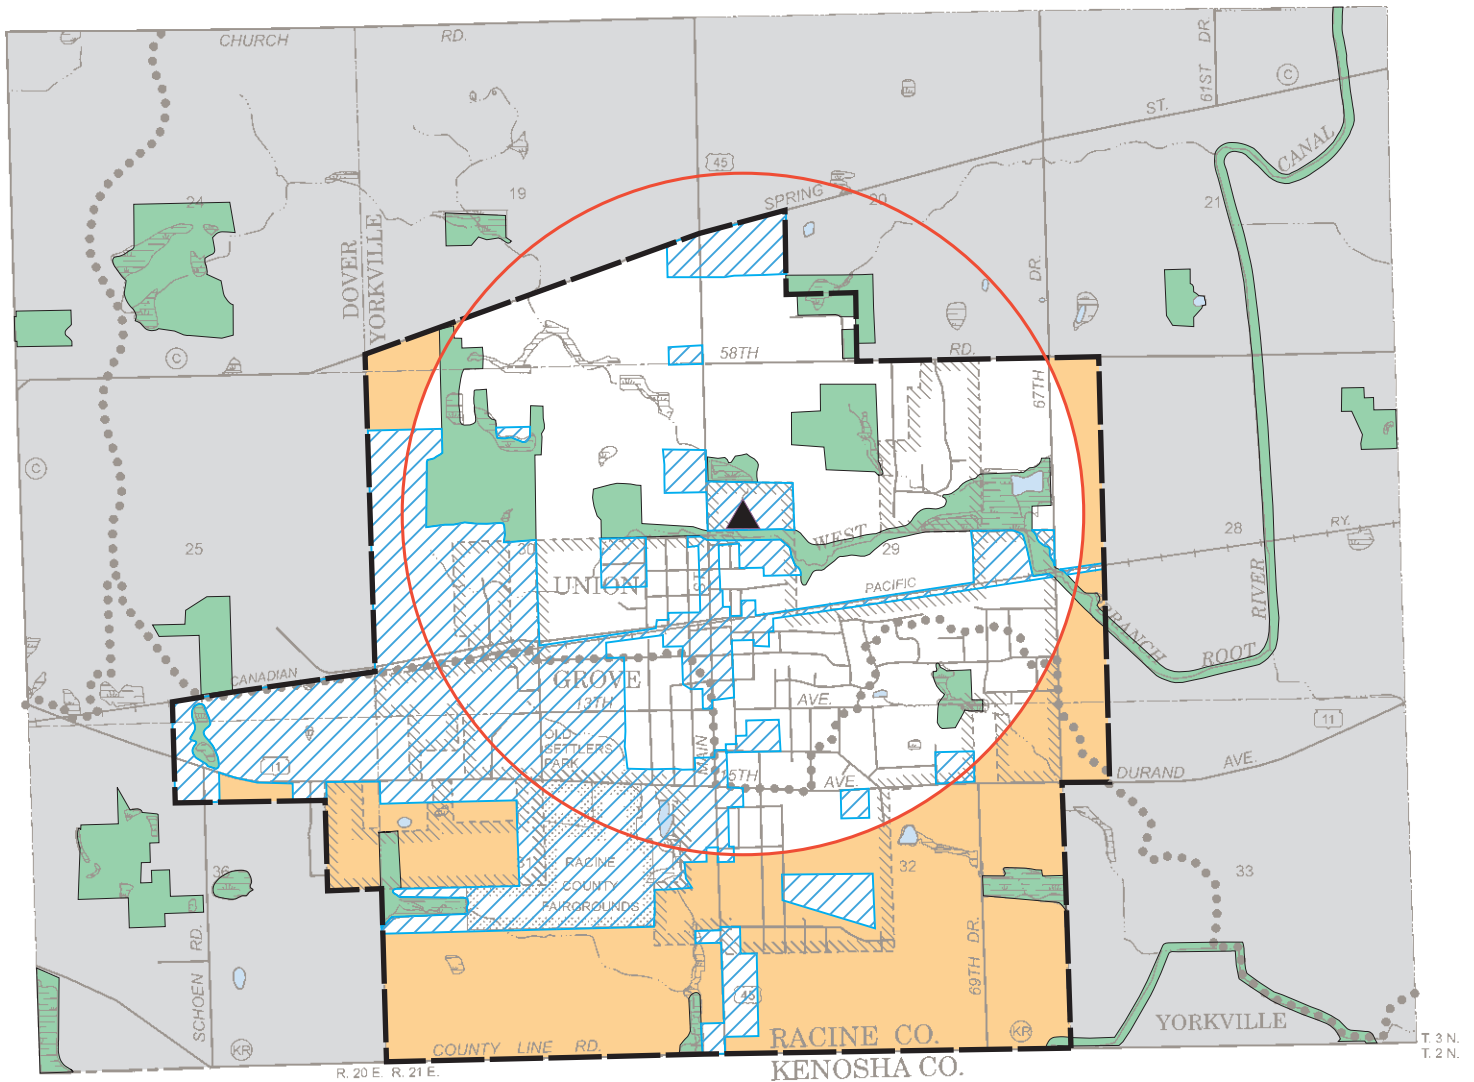 CHURCH RD.
61ST DR.
C
ST.
CANAL
45
19
SPRING
20
21
24
DOVER
YORKVILLE
DR.
C
58TH RD.
67TH
C
WEST
28
RY.
25
30
29
UNION
ST.
PACIFIC
RIVER
BRANCH
ROOT
CANADIAN
GROVE
13TH AVE.
11
OLD
SETTLERS
PARK
MAIN
11
15TH AVE.
DURAND AVE.
31
RACINE
COUNTY
FAIRGROUNDS
32
33
36
SCHOEN RD.
69TH DR.
45
KR
KR
YORKVILLE
RACINE CO.
COUNTY LINE RD.
KENOSHA CO.
R. 20 E. R. 21 E.
T. 3 N.
T. 2 N.